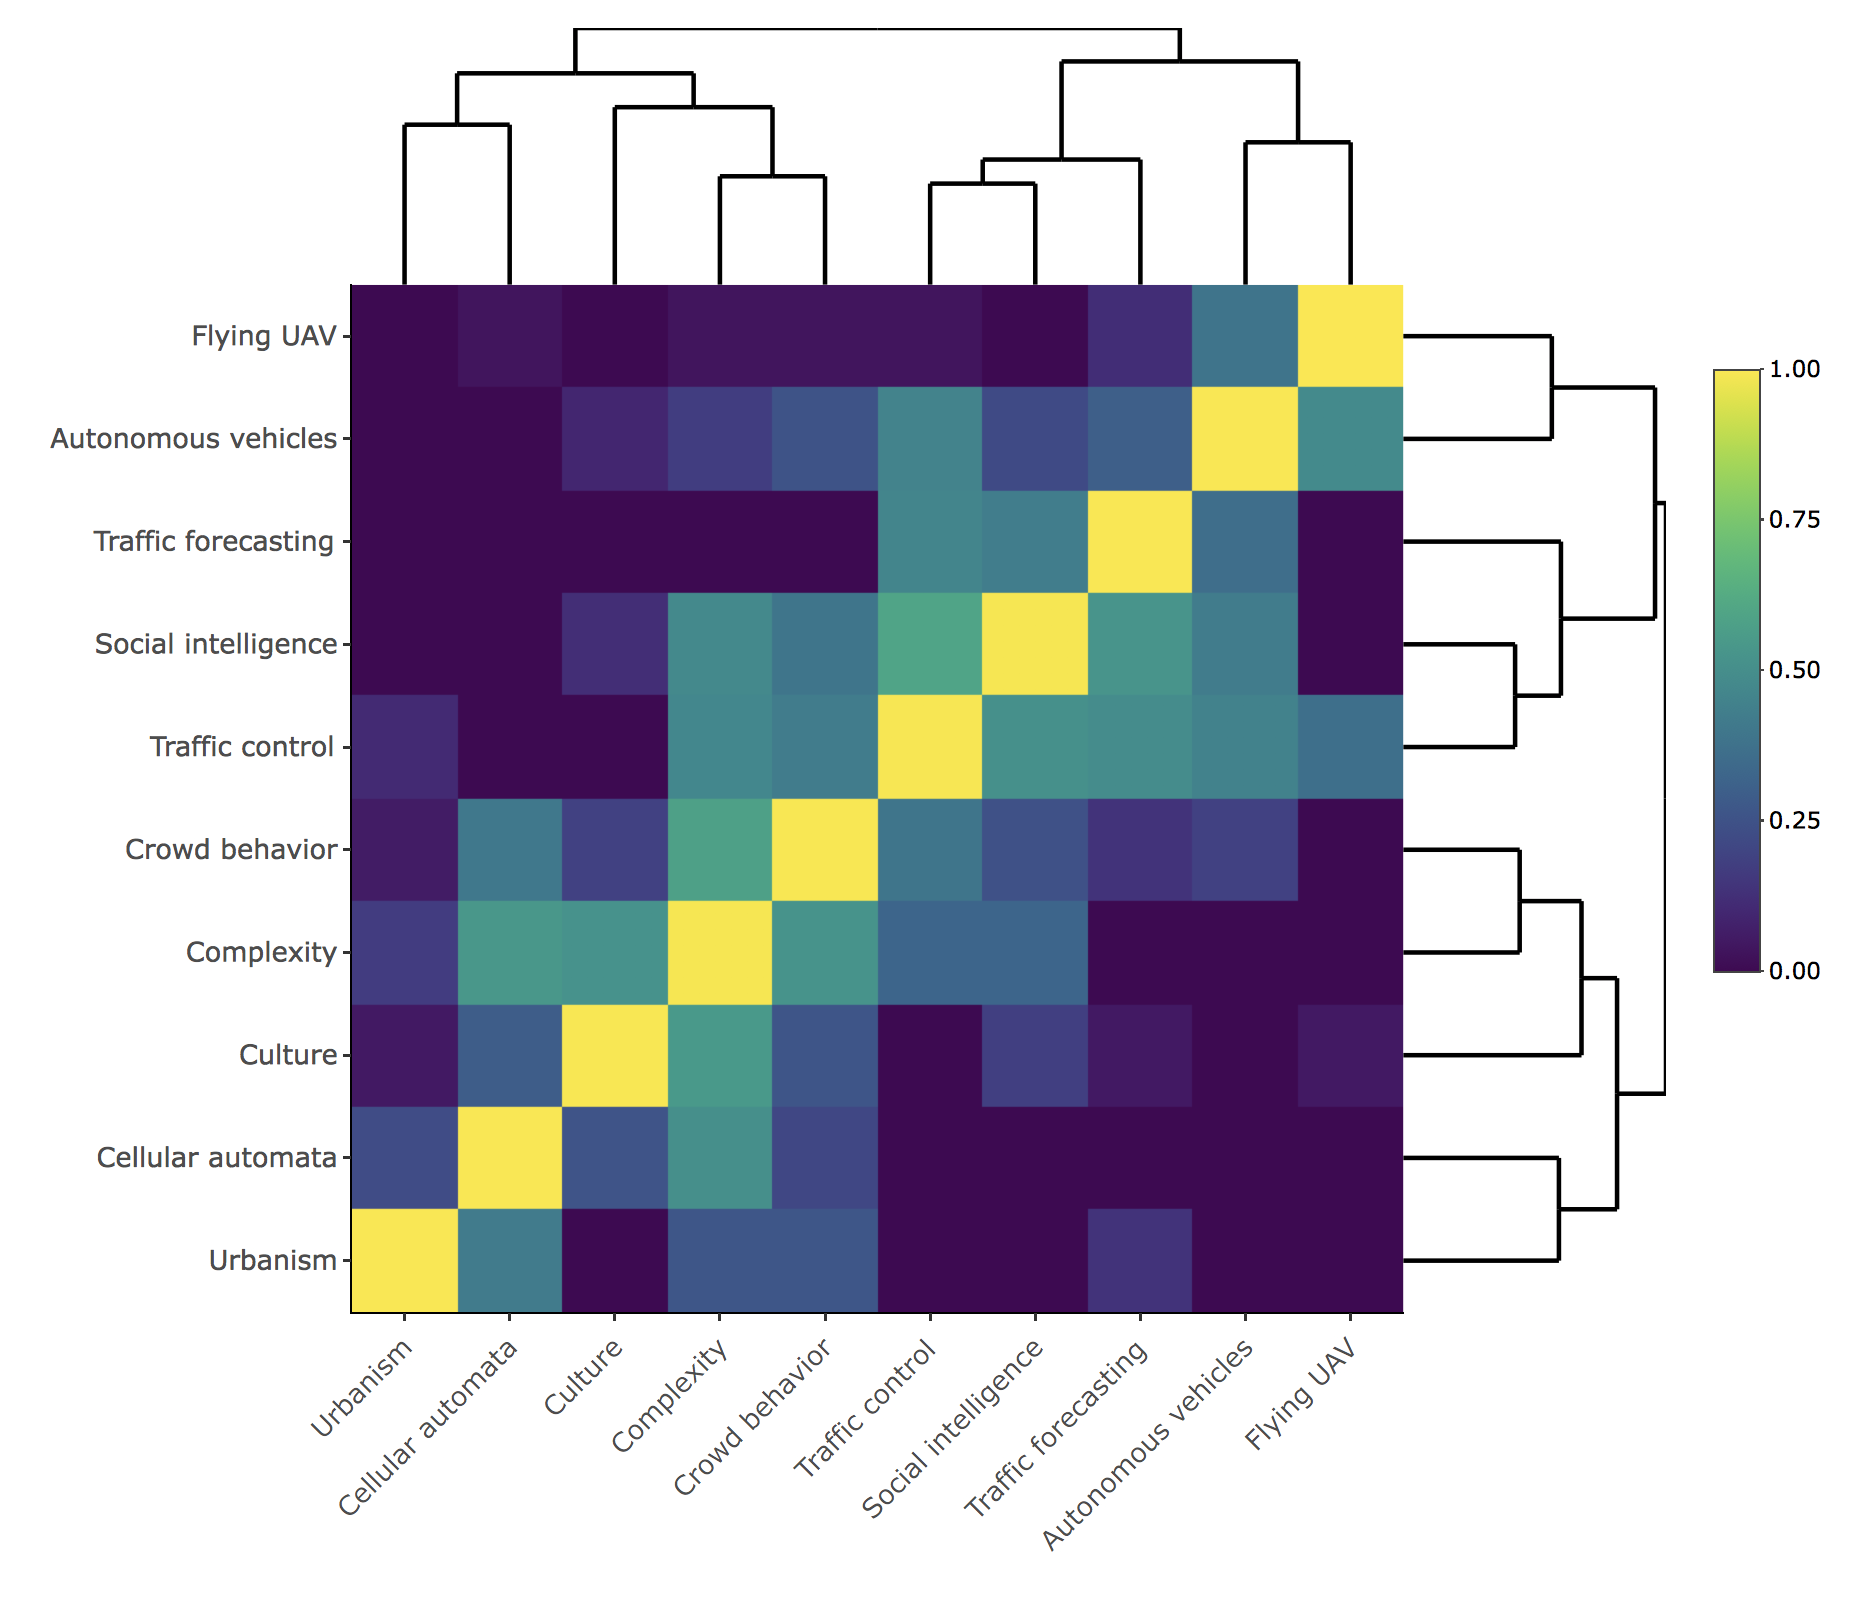 Flying UAV
Autonomous vehicles
Traffic forecasting
Social intelligence
Traffic control
Crowd behavior
Complexity
Culture
Cellular automata
Urbanism
1.00
0.75
0.50
0.25
0.00
Urbanism
Cellular automata
Culture
Complexity
Crowd behavior
Traffic control
Social intelligence
Traffic forecasting
Autonomous vehicles
Flying UAV